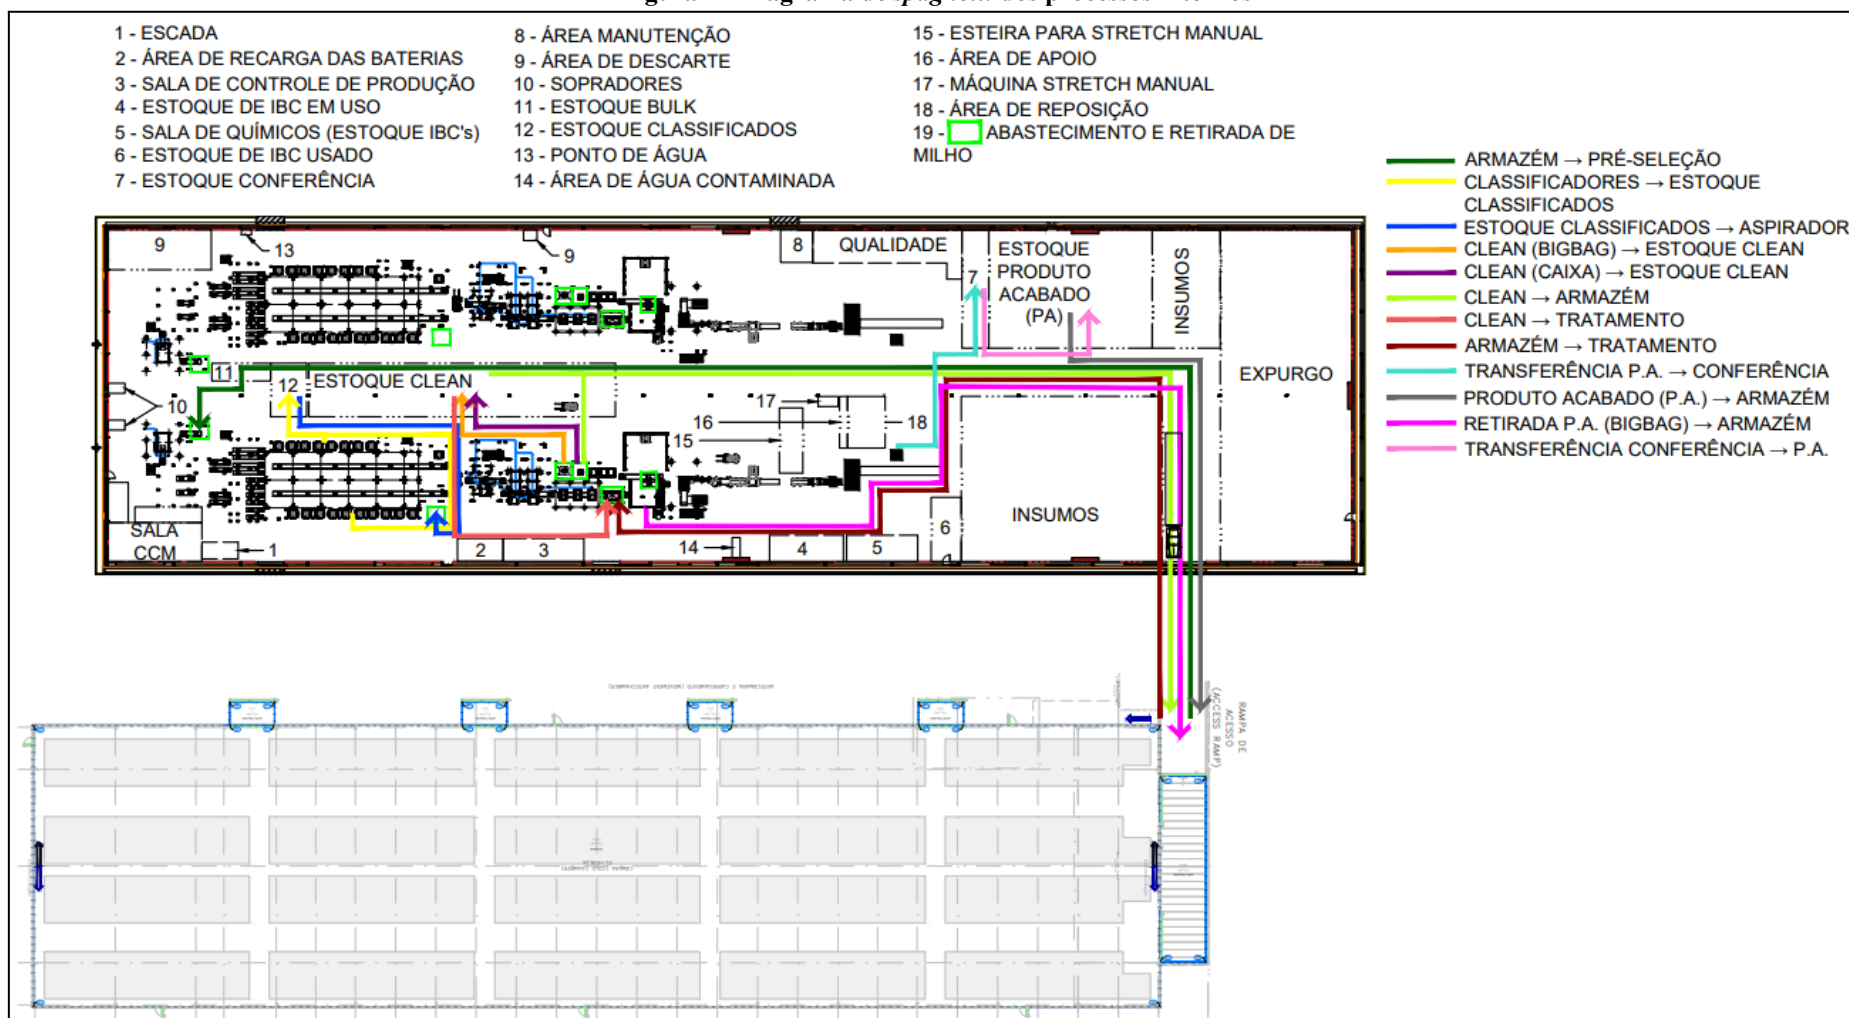 1 - ESCADA
2 - ÁREA DE RECARGA DAS BATERIAS
3 - SALA DE CONTROLE DE PRODUÇÃO
4 - ESTOQUE DE IBC EM USO
5 - SALA DE QUÍMICOS (ESTOQUE IBC's)
6 - ESTOQUE DE IBC USADO
7 - ESTOQUE CONFERÊNCIA
8 - ÁREA MANUTENÇÃO
9 - ÁREA DE DESCARTE
10 - SOPRADORES
11 - ESTOQUE BULK
12 - ESTOQUE CLASSIFICADOS
13 - PONTO DE ÁGUA
14 - ÁREA DE ÁGUA CONTAMINADA
15 - ESTEIRA PARA STRETCH MANUAL
16 - ÁREA DE APOIO
17 - MÁQUINA STRETCH MANUAL
18 - ÁREA DE REPOSIÇÃO
19 - ABASTECIMENTO E RETIRADA DE
MILHO
ARMAZÉM → PRÉ-SELEÇÃO
CLASSIFICADORES → ESTOQUE
CLASSIFICADOS
ESTOQUE CLASSIFICADOS → ASPIRADOR
CLEAN (BIGBAG) → ESTOQUE CLEAN
CLEAN (CAIXA) → ESTOQUE CLEAN
CLEAN → ARMAZÉM
CLEAN → TRATAMENTO
ARMAZÉM → TRATAMENTO
TRANSFERÊNCIA P.A. → CONFERÊNCIA
PRODUTO ACABADO (P.A.) → ARMAZÉM
RETIRADA P.A. (BIGBAG) → ARMAZÉM
TRANSFERÊNCIA CONFERÊNCIA → P.A.
9
13
9
8
QUALIDADE
7
ESTOQUE
PRODUTO
ACABADO
(PA)
INSUMOS
EXPURGO
11
12
ESTOQUE CLEAN
10
17
16
18
15
INSUMOS
SALA
CCM
1
2
3
14
4
5
6
RAMPA DE
ACESSO
(ACCESS RAMP)